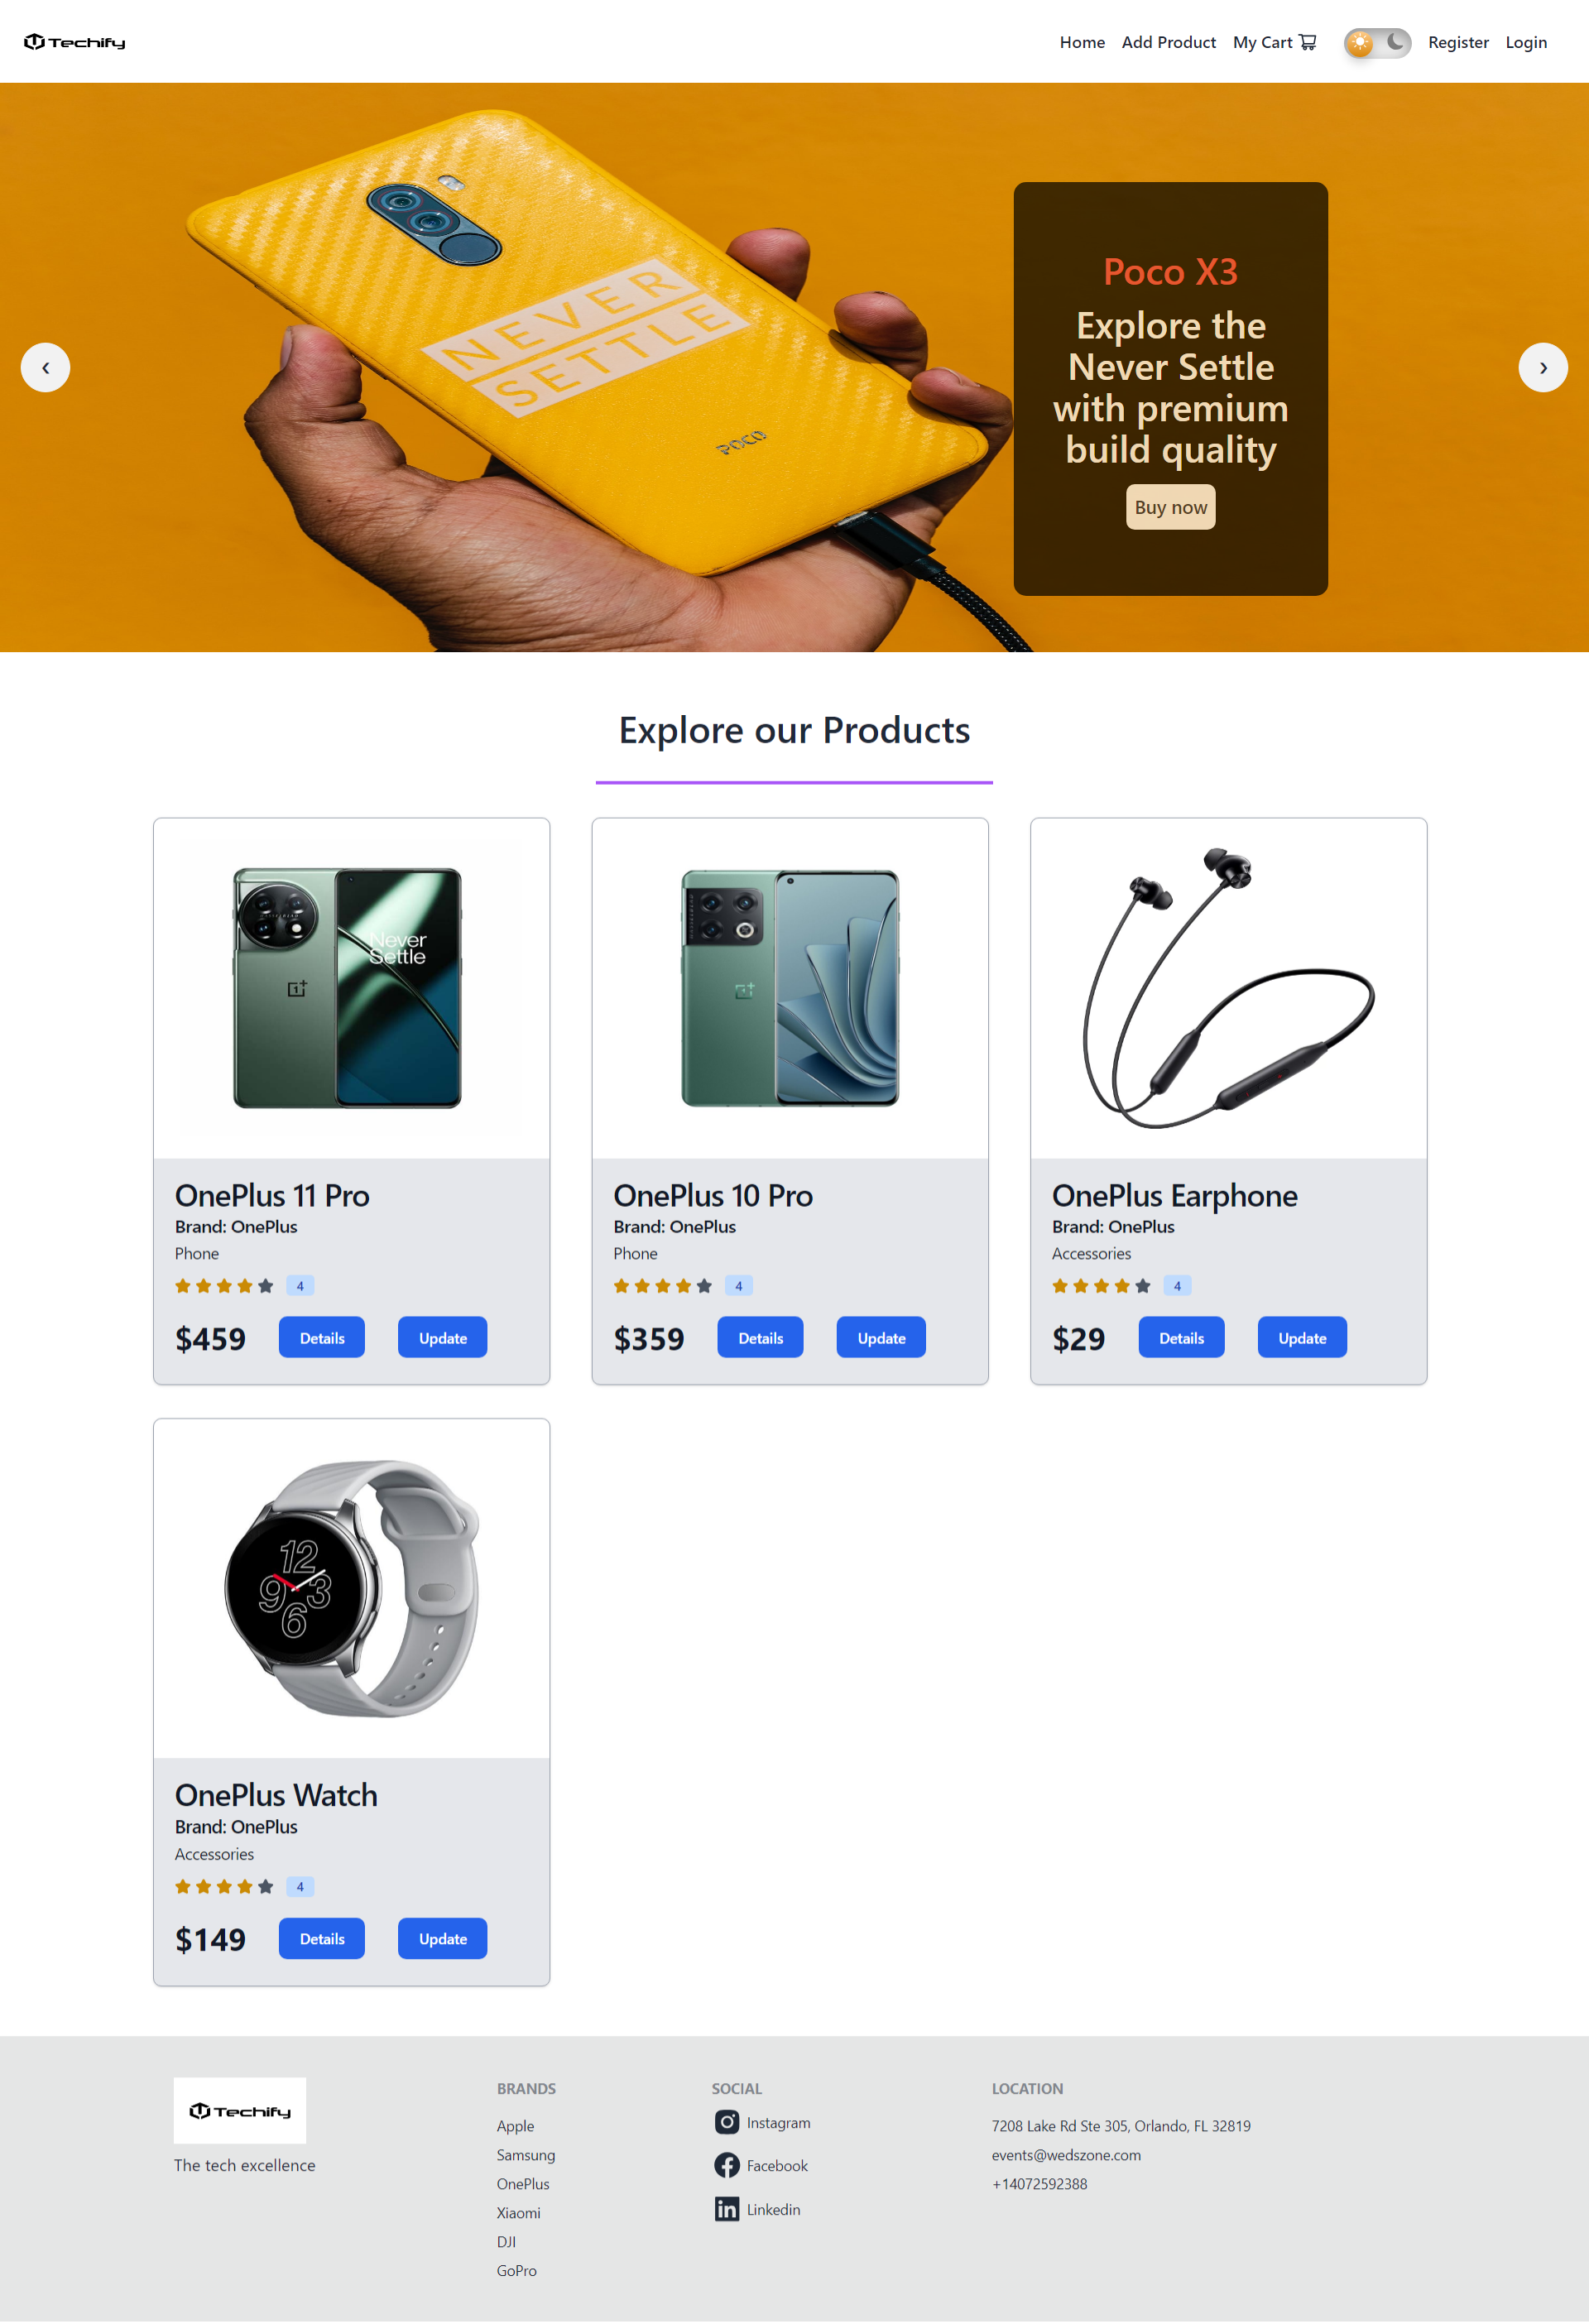 Techify
Home Add Product My Cart Register Login
NEVER
SETTLE
POCO
Poco X3
Explore the
Never Settle
with premium
build quality
Buy now
‹
›
Explore our Products
Never
Settle
OnePlus 11 Pro
Brand: OnePlus
Phone
4
$459 Details Update
OnePlus 10 Pro
Brand: OnePlus
Phone
4
$359 Details Update
OnePlus Earphone
Brand: OnePlus
Accessories
4
$29 Details Update
12
9 3
6
OnePlus Watch
Brand: OnePlus
Accessories
4
$149 Details Update
Techify
The tech excellence
BRANDS
Apple
Samsung
OnePlus
Xiaomi
DJI
GoPro
SOCIAL
Instagram
Facebook
Linkedin
LOCATION
7208 Lake Rd Ste 305, Orlando, FL 32819
events@wedszone.com
+14072592388